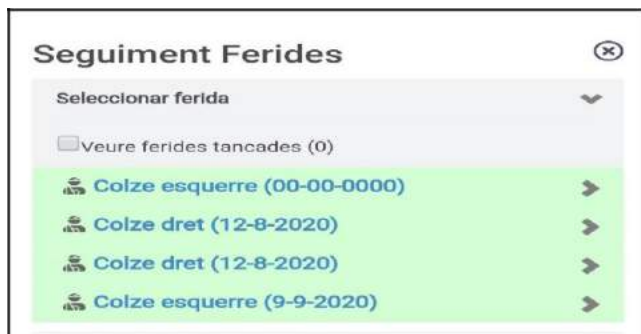 Seguiment Ferides
Seleccionar ferida
Veure ferides tancades (0)
Colze esquerre (00-00-0000)
Colze dret (12-8-2020)
Colze dret (12-8-2020)
Colze esquerre (9-9-2020)